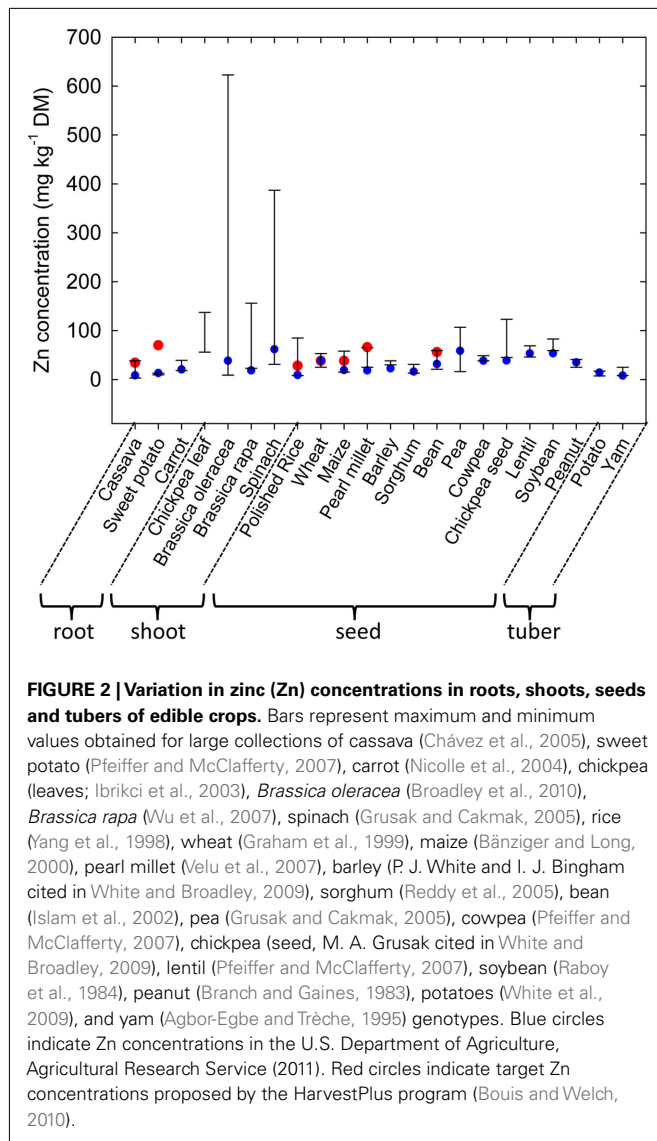 700
600
500
400
300
200
100
0
Zn concentration (mg kg⁻¹ DM)
Cassava
Sweet potato
Carrot
Chickpea leaf
Brassica oleracea
Brassica rapa
Spinach
Polished Rice
Wheat
Maize
Pearl millet
Barley
Sorghum
Bean
Pea
Cowpea
Chickpea seed
Lentil
Soybean
Peanut
Potato
Yam
root shoot seed tuber
FIGURE 2 | Variation in zinc (Zn) concentrations in roots, shoots, seeds
and tubers of edible crops. Bars represent maximum and minimum
values obtained for large collections of cassava (Chávez et al., 2005), sweet
potato (Pfeiffer and McClafferty, 2007), carrot (Nicolle et al., 2004), chickpea
(leaves; Ibrikci et al., 2003), Brassica oleracea (Broadley et al., 2010),
Brassica rapa (Wu et al., 2007), spinach (Grusak and Cakmak, 2005), rice
(Yang et al., 1998), wheat (Graham et al., 1999), maize (Bänziger and Long,
2000), pearl millet (Velu et al., 2007), barley (P. J. White and I. J. Bingham
cited in White and Broadley, 2009), sorghum (Reddy et al., 2005), bean
(Islam et al., 2002), pea (Grusak and Cakmak, 2005), cowpea (Pfeiffer and
McClafferty, 2007), chickpea (seed, M. A. Grusak cited in White and
Broadley, 2009), lentil (Pfeiffer and McClafferty, 2007), soybean (Raboy
et al., 1984), peanut (Branch and Gaines, 1983), potatoes (White et al.,
2009), and yam (Agbor-Egbe and Trèche, 1995) genotypes. Blue circles
indicate Zn concentrations in the U.S. Department of Agriculture,
Agricultural Research Service (2011). Red circles indicate target Zn
concentrations proposed by the HarvestPlus program (Bouis and Welch,
2010).